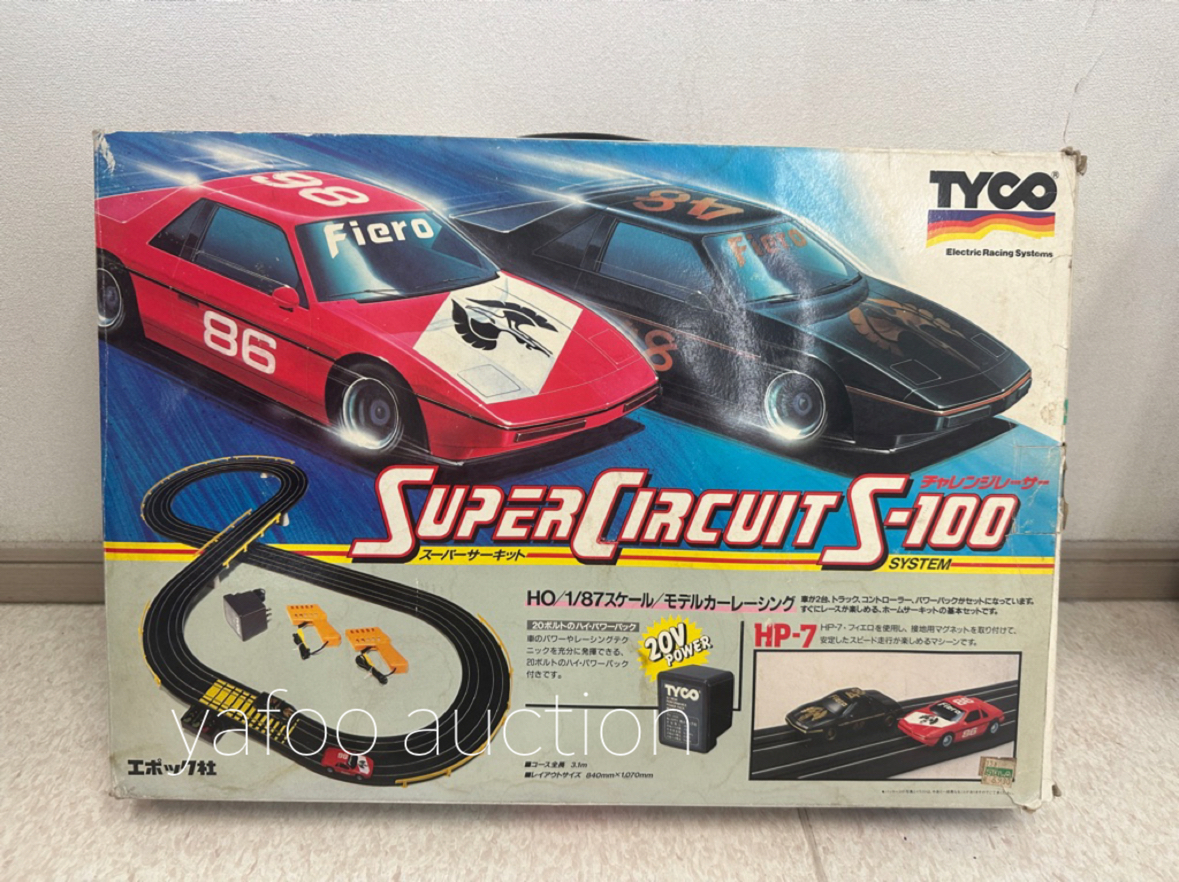 TYCO®
Electric Racing Systems
98
Fiero
86
48
Fiero
8
チャレンジレーサー
SUPER CIRCUIT S-100
スーパーサーキット
SYSTEM
HO/1/87スケール/モデルカーレーシング
車が2台、トラック、コントローラー、パワーパックがセットになっています。
すぐにレースが楽しめる、ホームサーキットの基本セットです。
20ボルトのハイ・パワーパック
車のパワーやレーシングテク
ニックを充分に発揮できる、
20ボルトのハイ・パワーパック
付きです。
20V
POWER
TYCO
HP-7
HP-7・フィエロを使用し、接地用マグネットを取り付けて、
安定したスピード走行が楽しめるマシーンです。
Fiero
86
yafoo auction
エポック社
■コース全長 3.1m
■レイアウトサイズ 840mm×1,070mm